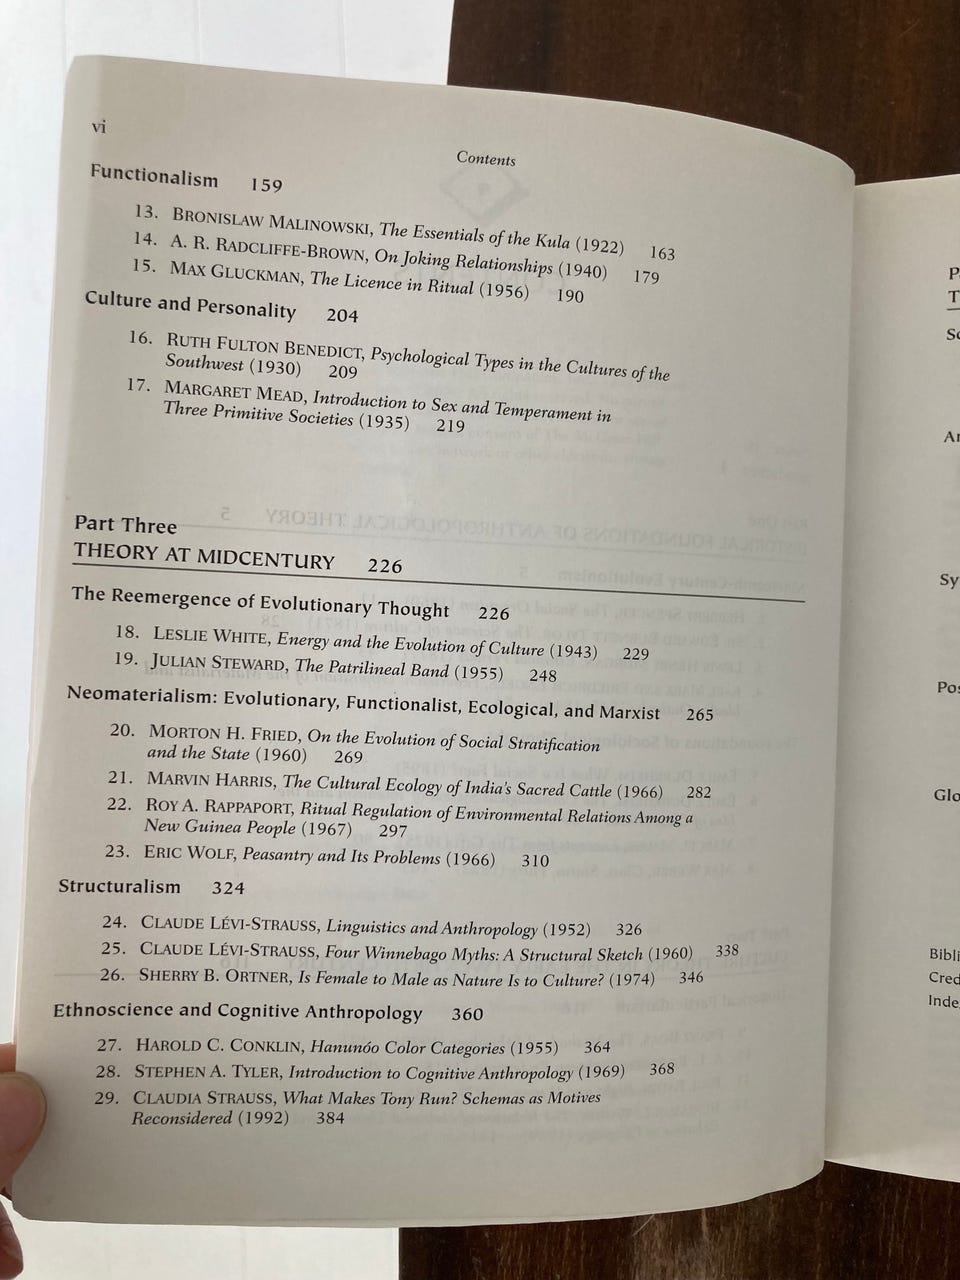 vi
Contents
Functionalism 159
13. BRONISLAW MALINOWSKI, The Essentials of the Kula (1922) 163
14. A. R. RADCLIFFE-BROWN, On Joking Relationships (1940) 179
15. MAX GLUCKMAN, The Licence in Ritual (1956) 190
Culture and Personality 204
16. RUTH FULTON BENEDICT, Psychological Types in the Cultures of the
Southwest (1930) 209
17. MARGARET MEAD, Introduction to Sex and Temperament in
Three Primitive Societies (1935) 219
Part Three
THEORY AT MIDCENTURY 226
The Reemergence of Evolutionary Thought 226
18. LESLIE WHITE, Energy and the Evolution of Culture (1943) 229
19. JULIAN STEWARD, The Patrilineal Band (1955) 248
Neomaterialism: Evolutionary, Functionalist, Ecological, and Marxist 265
20. MORTON H. FRIED, On the Evolution of Social Stratification
and the State (1960) 269
21. MARVIN HARRIS, The Cultural Ecology of India's Sacred Cattle (1966) 282
22. ROY A. RAPPAPORT, Ritual Regulation of Environmental Relations Among a
New Guinea People (1967) 297
23. ERIC WOLF, Peasantry and Its Problems (1966) 310
Structuralism 324
24. CLAUDE LÉVI-STRAUSS, Linguistics and Anthropology (1952) 326
25. CLAUDE LÉVI-STRAUSS, Four Winnebago Myths: A Structural Sketch (1960) 338
26. SHERRY B. ORTNER, Is Female to Male as Nature Is to Culture? (1974) 346
Ethnoscience and Cognitive Anthropology 360
27. HAROLD C. CONKLIN, Hanunóo Color Categories (1955) 364
28. STEPHEN A. TYLER, Introduction to Cognitive Anthropology (1969) 368
29. CLAUDIA STRAUSS, What Makes Tony Run? Schemas as Motives
Reconsidered (1992) 384